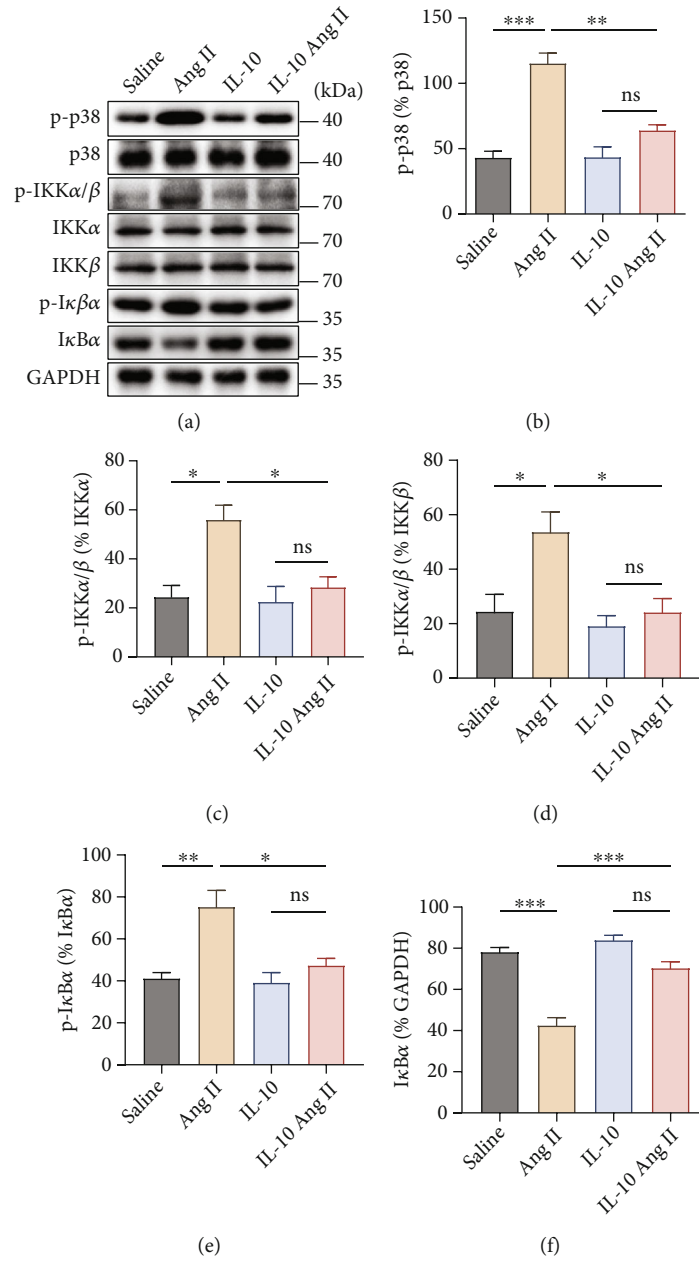 Saline Ang II IL-10 IL-10 Ang II
(kDa)
p-p38 40
p38 40
p-IKKα/β 70
IKKα 70
IKKβ 70
p-Iκβα 35
IκBα 35
GAPDH 35
(a)
150
100
50
0
p-p38 (% p38)
*** **
ns
Saline Ang II IL-10 IL-10 Ang II
(b)
80
60
40
20
0
p-IKKα/β (% IKKα)
* *
ns
Saline Ang II IL-10 IL-10 Ang II
(c)
80
60
40
20
0
p-IKKα/β (% IKKβ)
* *
ns
Saline Ang II IL-10 IL-10 Ang II
(d)
100
80
60
40
20
0
p-IκBα (% IκBα)
** *
ns
Saline Ang II IL-10 IL-10 Ang II
(e)
100
80
60
40
20
0
IκBα (% GAPDH)
***
*** ns
Saline Ang II IL-10 IL-10 Ang II
(f)